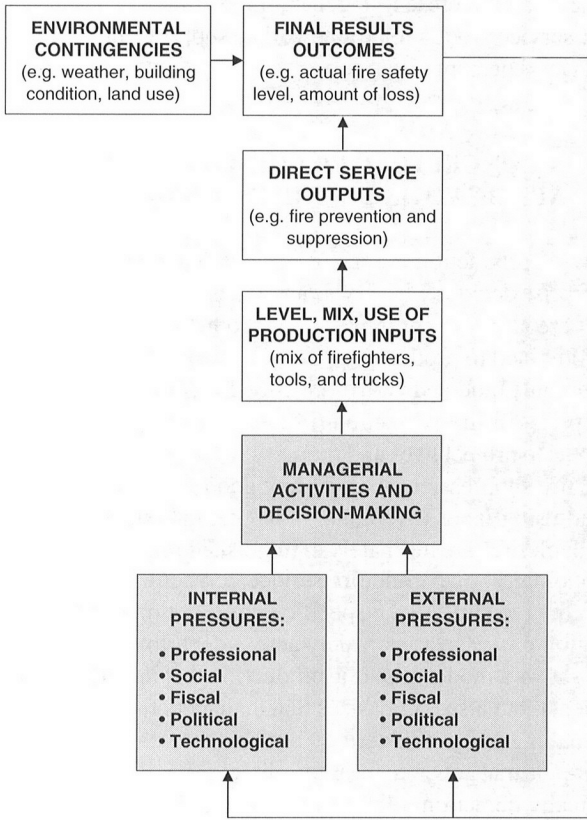 ENVIRONMENTAL
CONTINGENCIES
(e.g. weather, building
condition, land use)
FINAL RESULTS
OUTCOMES
(e.g. actual fire safety
level, amount of loss)
DIRECT SERVICE
OUTPUTS
(e.g. fire prevention and
suppression)
LEVEL, MIX, USE OF
PRODUCTION INPUTS
(mix of firefighters,
tools, and trucks)
MANAGERIAL
ACTIVITIES AND
DECISION-MAKING
INTERNAL
PRESSURES:
• Professional
• Social
• Fiscal
• Political
• Technological
EXTERNAL
PRESSURES:
• Professional
• Social
• Fiscal
• Political
• Technological